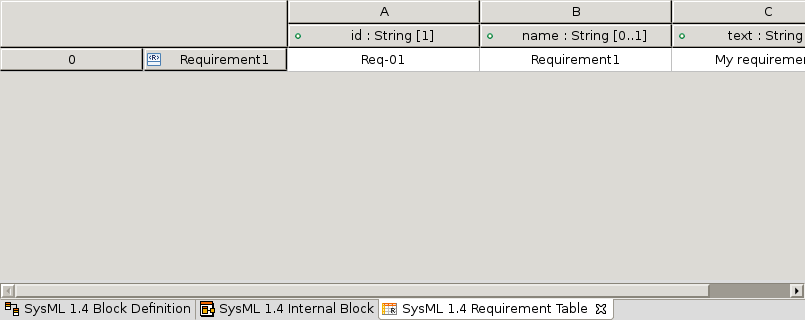 A B C
id : String [1] name : String [0..1] text : String
0 <R> Requirement1 Req-01 Requirement1 My requiremen
SysML 1.4 Block Definition SysML 1.4 Internal Block SysML 1.4 Requirement Table